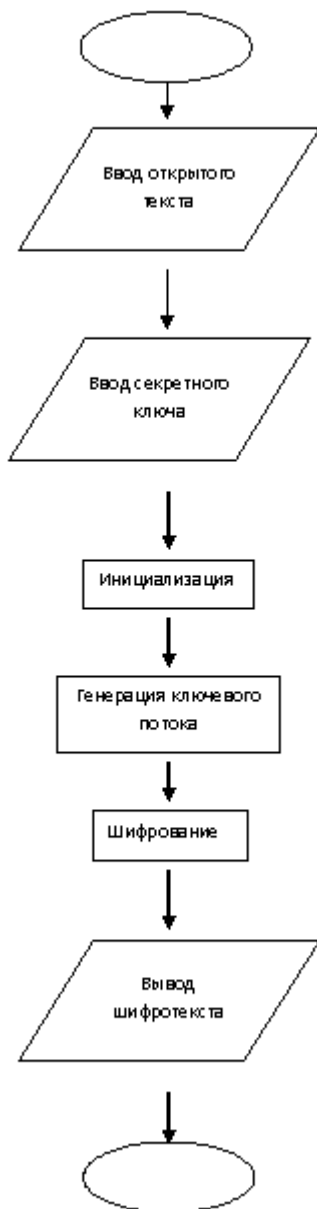 Ввод открытого
текста
Ввод секретного
ключа
Инициализация
Генерация ключевого
потока
Шифрование
Вывод
шифротекста